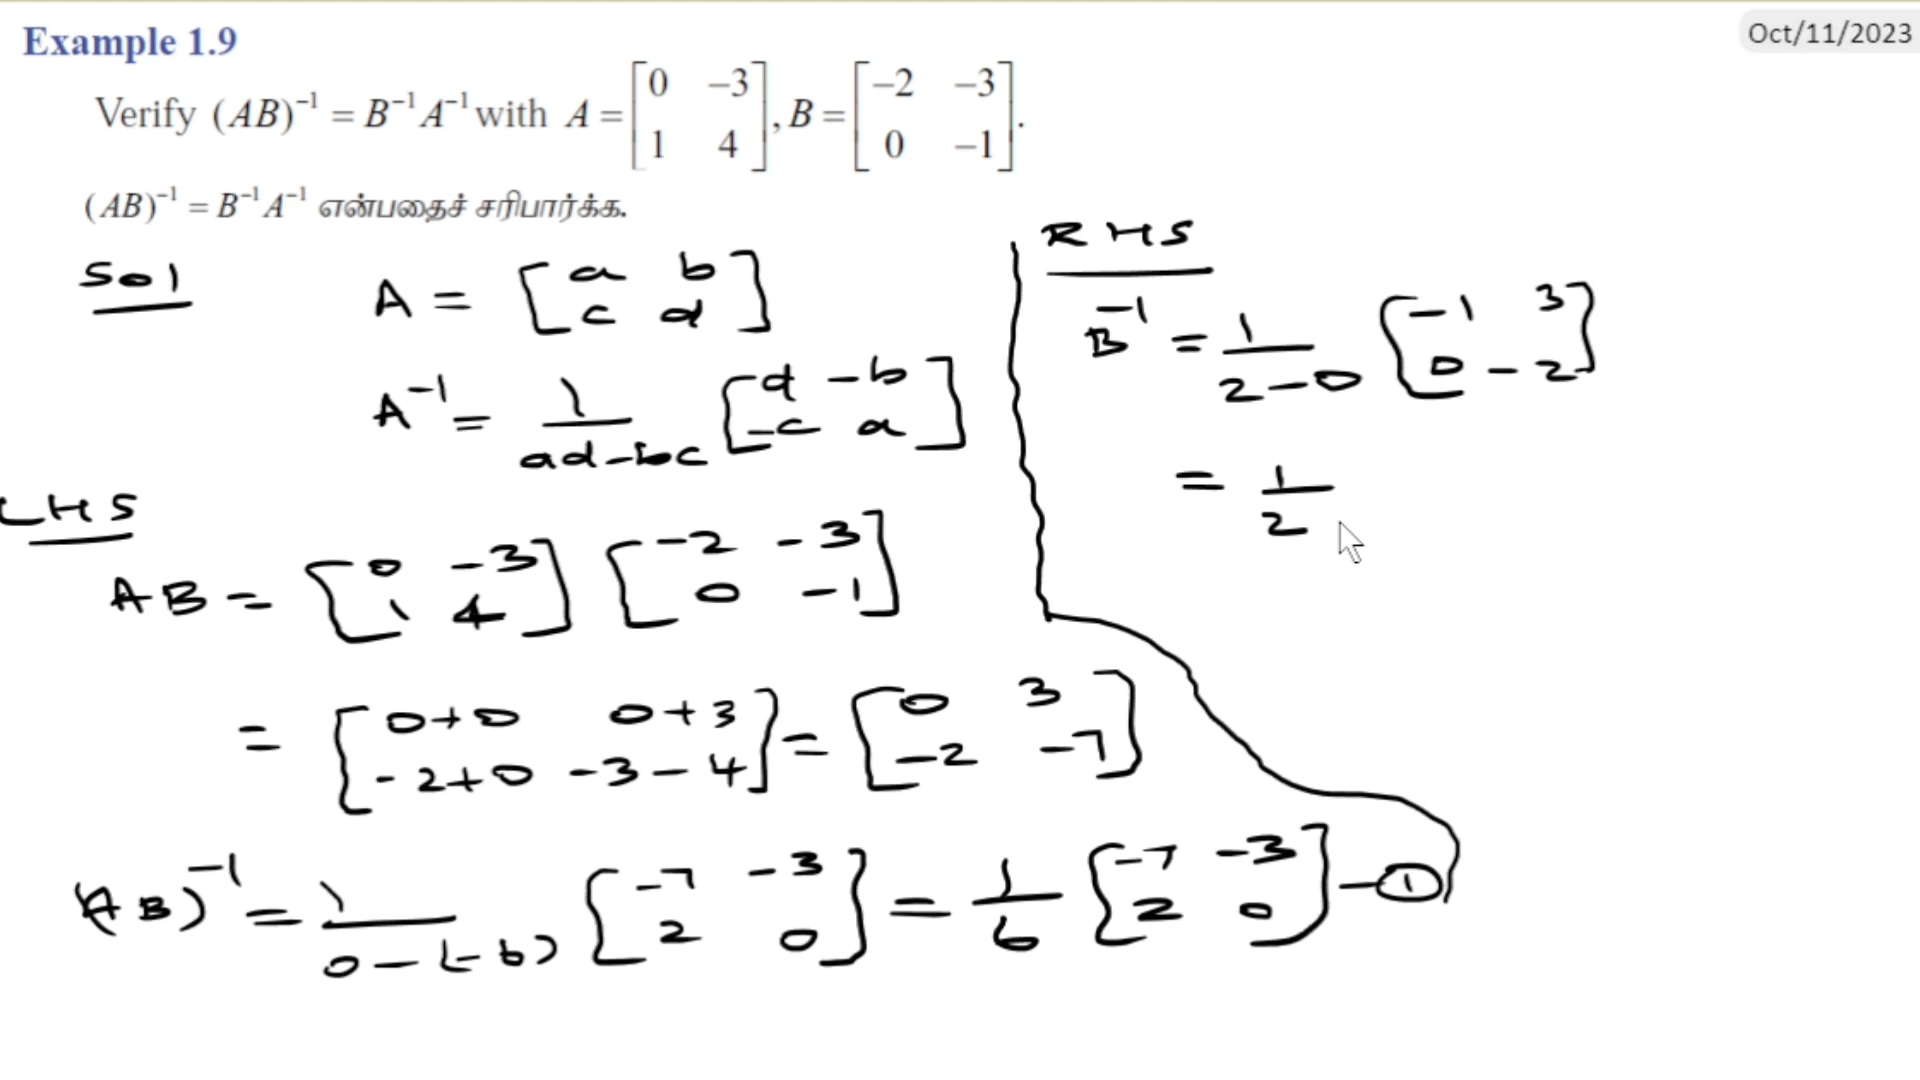 Example 1.9
Oct/11/2023
Verify (AB)⁻¹ = B⁻¹A⁻¹ with A = [0 −3; 1 4], B = [−2 −3; 0 −1].
(AB)⁻¹ = B⁻¹A⁻¹ என்பதைச் சரிபார்க்க.
Sol
A = [a b; c d]
A⁻¹ = 1/(ad-bc) [d -b; -c a]
LHS
AB = [0 -3; 1 4] [-2 -3; 0 -1]
= [0+0 0+3; -2+0 -3-4] = [0 3; -2 -7]
(AB)⁻¹ = 1/(0-(-6)) [-7 -3; 2 0] = 1/6 [-7 -3; 2 0] - ①
RHS
B⁻¹ = 1/(2-0) [-1 3; 0 -2]
= 1/2